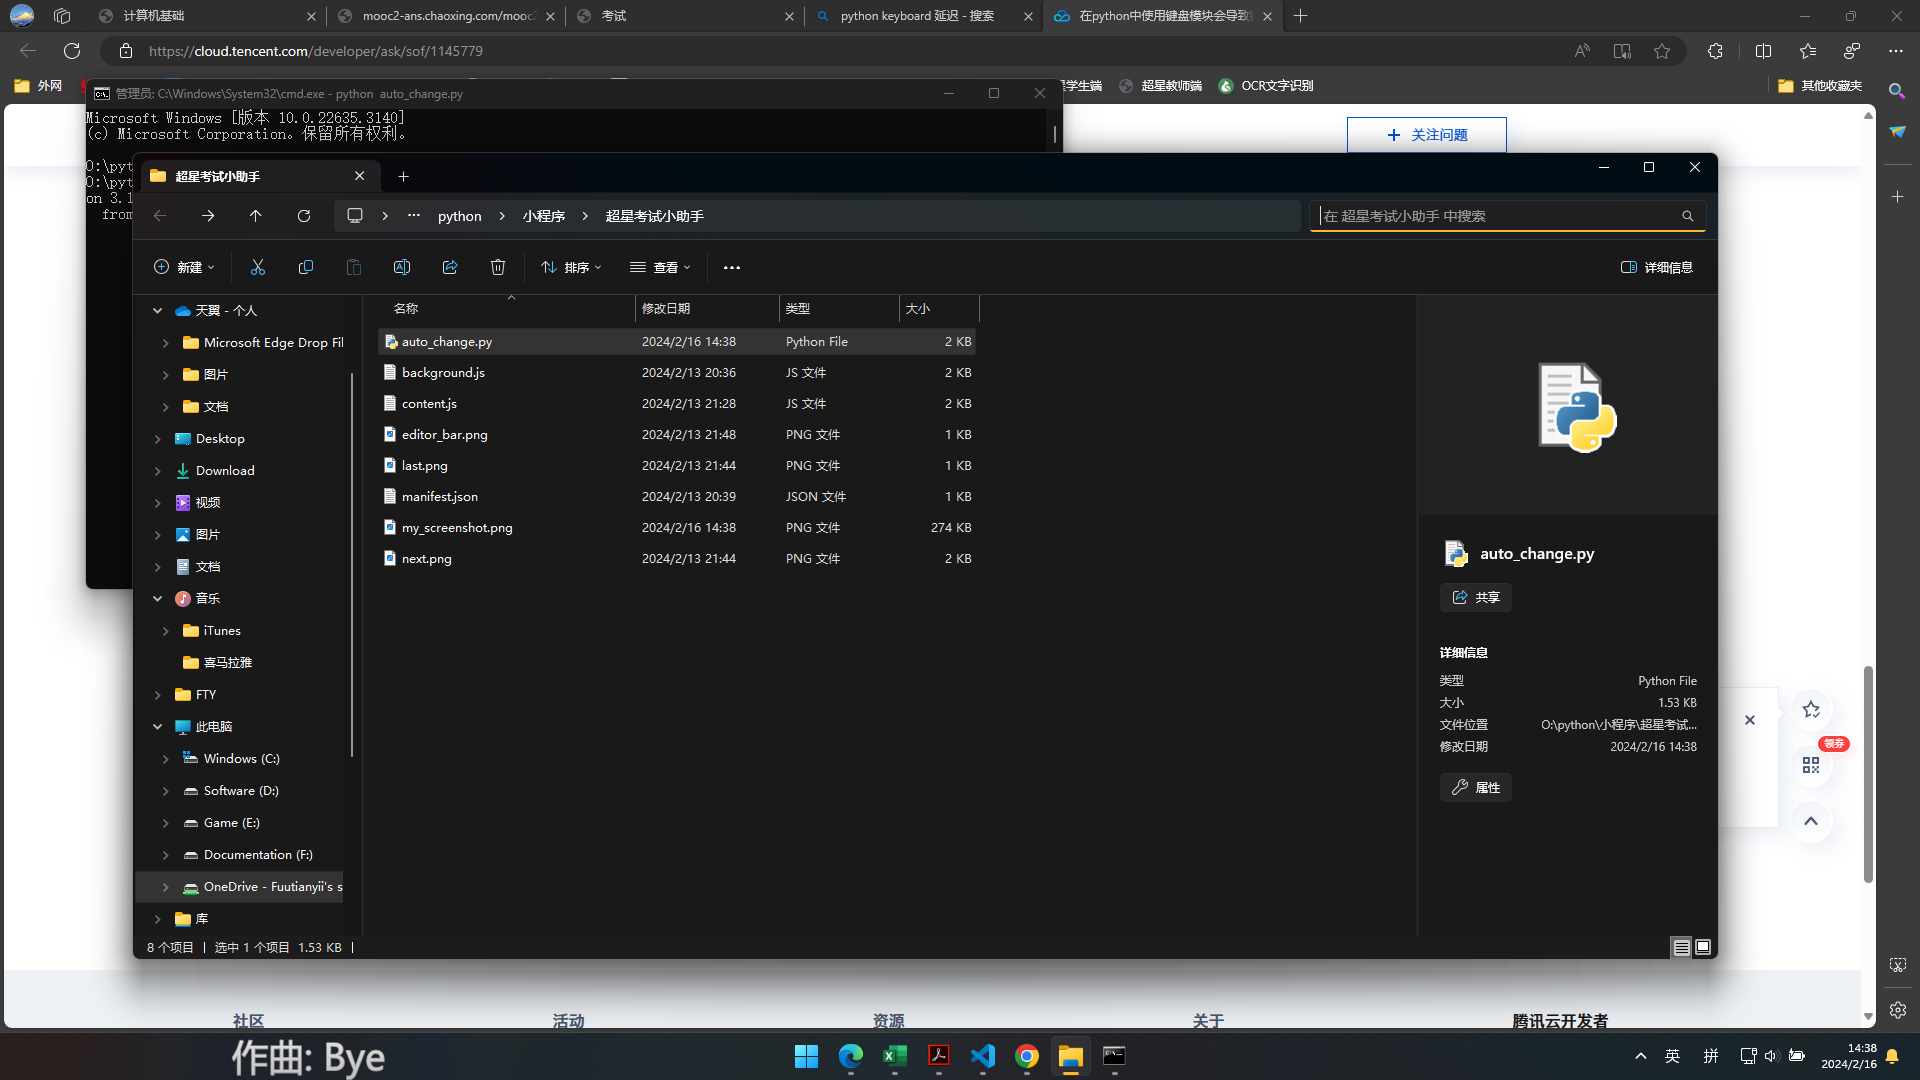 计算机基础
mooc2-ans.chaoxing.com/mooc2
考试
python keyboard 延迟 - 搜索
在python中使用键盘模块会导致
https://cloud.tencent.com/developer/ask/sof/1145779
外网
学生端
超星教师端
OCR文字识别
其他收藏夹
管理员: C:\Windows\System32\cmd.exe - python auto_change.py
Microsoft Windows [版本 10.0.22635.3140]
(c) Microsoft Corporation。保留所有权利。
O:\pyt
O:\pyt
on 3.1
from
关注问题
超星考试小助手
python
小程序
超星考试小助手
在 超星考试小助手 中搜索
新建
排序
查看
详细信息
天翼 - 个人
Microsoft Edge Drop Fil
图片
文档
Desktop
Download
视频
图片
文档
音乐
iTunes
喜马拉雅
FTY
此电脑
Windows (C:)
Software (D:)
Game (E:)
Documentation (F:)
OneDrive - Fuutianyii's s
库
名称 修改日期 类型 大小
auto_change.py 2024/2/16 14:38 Python File 2 KB
background.js 2024/2/13 20:36 JS 文件 2 KB
content.js 2024/2/13 21:28 JS 文件 2 KB
editor_bar.png 2024/2/13 21:48 PNG 文件 1 KB
last.png 2024/2/13 21:44 PNG 文件 1 KB
manifest.json 2024/2/13 20:39 JSON 文件 1 KB
my_screenshot.png 2024/2/16 14:38 PNG 文件 274 KB
next.png 2024/2/13 21:44 PNG 文件 2 KB
auto_change.py
共享
详细信息
类型 Python File
大小 1.53 KB
文件位置 O:\python\小程序\超星考试...
修改日期 2024/2/16 14:38
属性
8 个项目 选中 1 个项目 1.53 KB
领券
社区 活动 资源 关于 腾讯云开发者
作曲: Bye
英
拼
14:38
2024/2/16